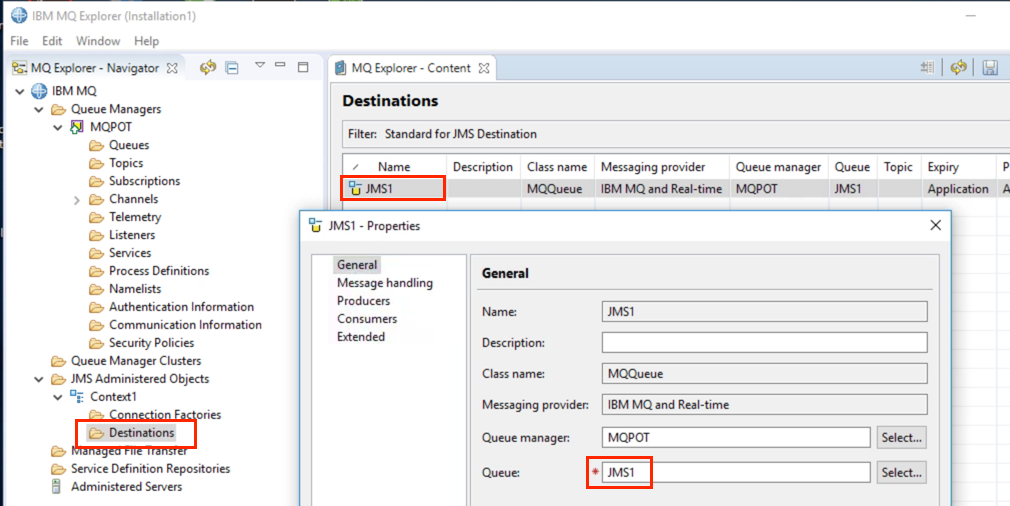 IBM MQ Explorer (Installation1)
File Edit Window Help
MQ Explorer - Navigator
IBM MQ
Queue Managers
MQPOT
Queues
Topics
Subscriptions
Channels
Telemetry
Listeners
Services
Process Definitions
Namelists
Authentication Information
Communication Information
Security Policies
Queue Manager Clusters
JMS Administered Objects
Context1
Connection Factories
Destinations
Managed File Transfer
Service Definition Repositories
Administered Servers
MQ Explorer - Content
Destinations
Filter: Standard for JMS Destination
Name Description Class name Messaging provider Queue manager Queue Topic Expiry P
JMS1 MQQueue IBM MQ and Real-time MQPOT JMS1 Application A
JMS1 - Properties
General
Message handling
Producers
Consumers
Extended
General
Name: JMS1
Description:
Class name: MQQueue
Messaging provider: IBM MQ and Real-time
Queue manager: MQPOT Select...
Queue: * JMS1 Select...